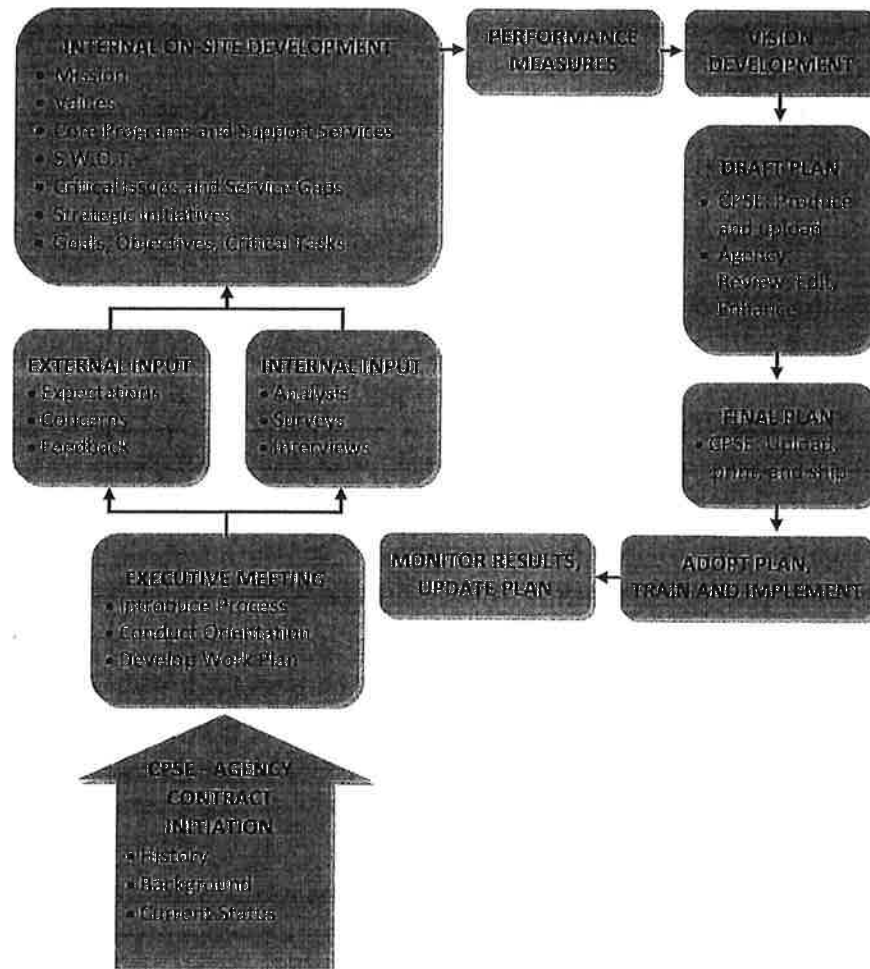 INTERNAL ON-SITE DEVELOPMENT
• Mission
• Values
• Core Programs and Support Services
• S.W.O.T.
• Critical Issues and Service Gaps
• Strategic Initiatives
• Goals, Objectives, Critical Tasks
PERFORMANCE
MEASURES
VISION
DEVELOPMENT
DRAFT PLAN
• CPSE: Produce
and upload
• Agency:
Review, Edit,
Enhance
EXTERNAL INPUT
• Expectations
• Concerns
• Feedback
INTERNAL INPUT
• Analysis
• Surveys
• Interviews
FINAL PLAN
• CPSE: Upload,
print, and ship
MONITOR RESULTS,
UPDATE PLAN
ADOPT PLAN,
TRAIN AND IMPLEMENT
EXECUTIVE MEETING
• Introduce Process
• Conduct Orientation
• Develop Work Plan
CPSE – AGENCY
CONTRACT
INITIATION
• History
• Background
• Current Status